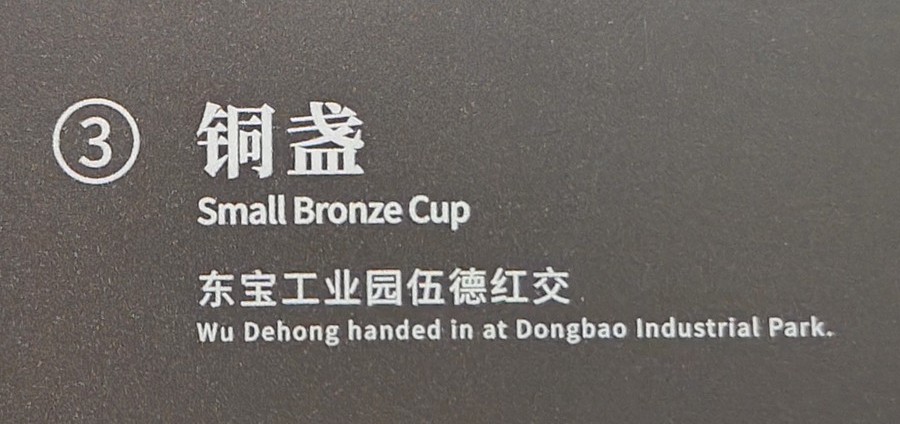 ③ 铜盏
Small Bronze Cup
东宝工业园伍德红交
Wu Dehong handed in at Dongbao Industrial Park.